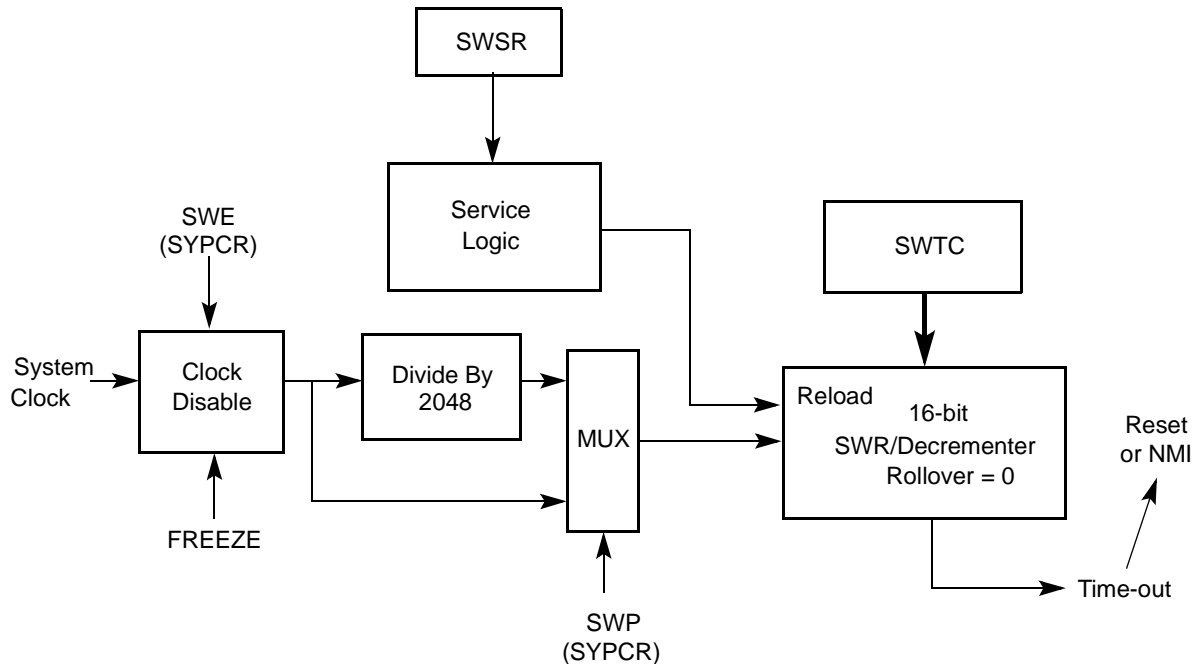 SWSR
Service
Logic
SWE
(SYPCR)
SWTC
System
Clock
Clock
Disable
Divide By
2048
MUX
Reload
16-bit
SWR/Decrementer
Rollover = 0
Reset
or NMI
FREEZE
Time-out
SWP
(SYPCR)